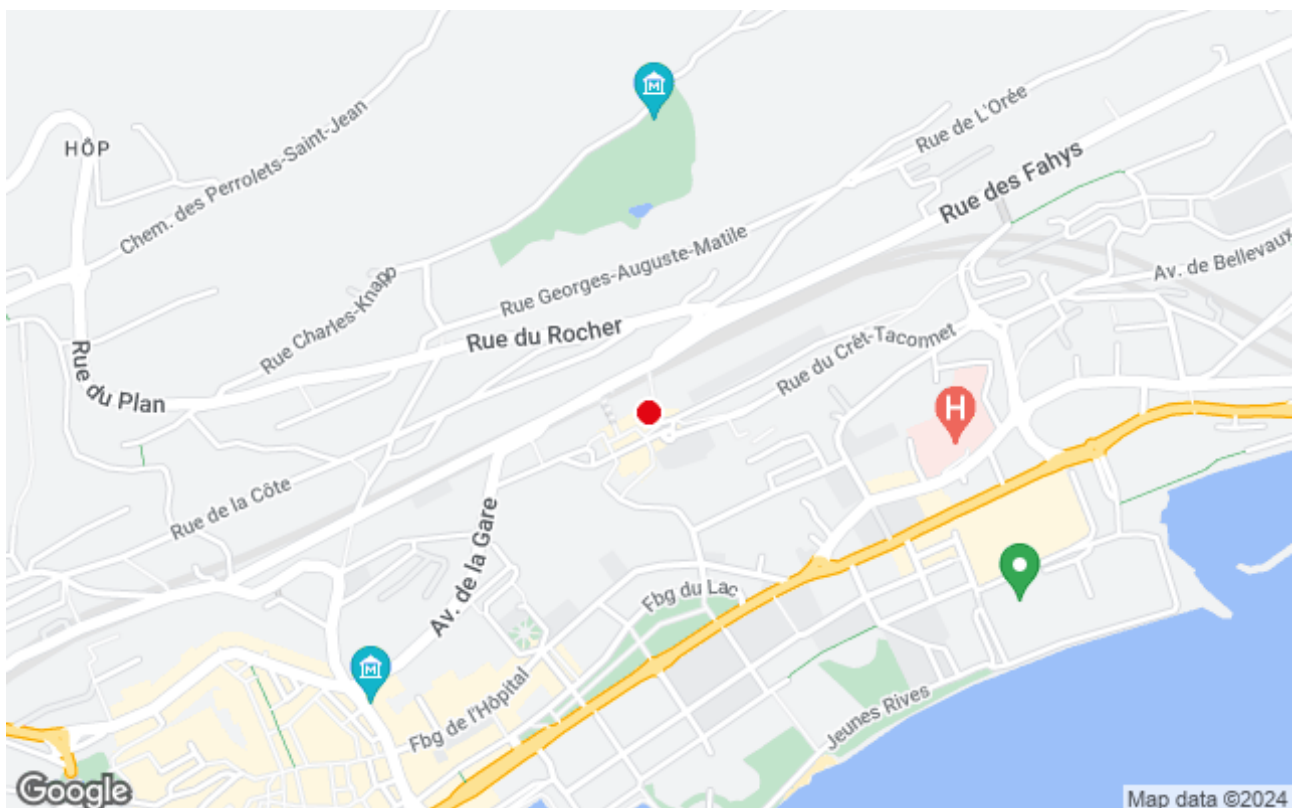 HÔP
Chem. des Perrolets-Saint-Jean
M
Rue de L'Orée
Rue des Fahys
Av. de Bellevaux
Rue Georges-Auguste-Matile
Rue Charles-Knapp
Rue du Rocher
Rue du Plan
Rue du Crêt-Taconnet
H
Rue de la Côte
Av. de la Gare
Fbg du Lac
M
Fbg de l'Hôpital
Jeunes Rives
Google
Map data ©2024